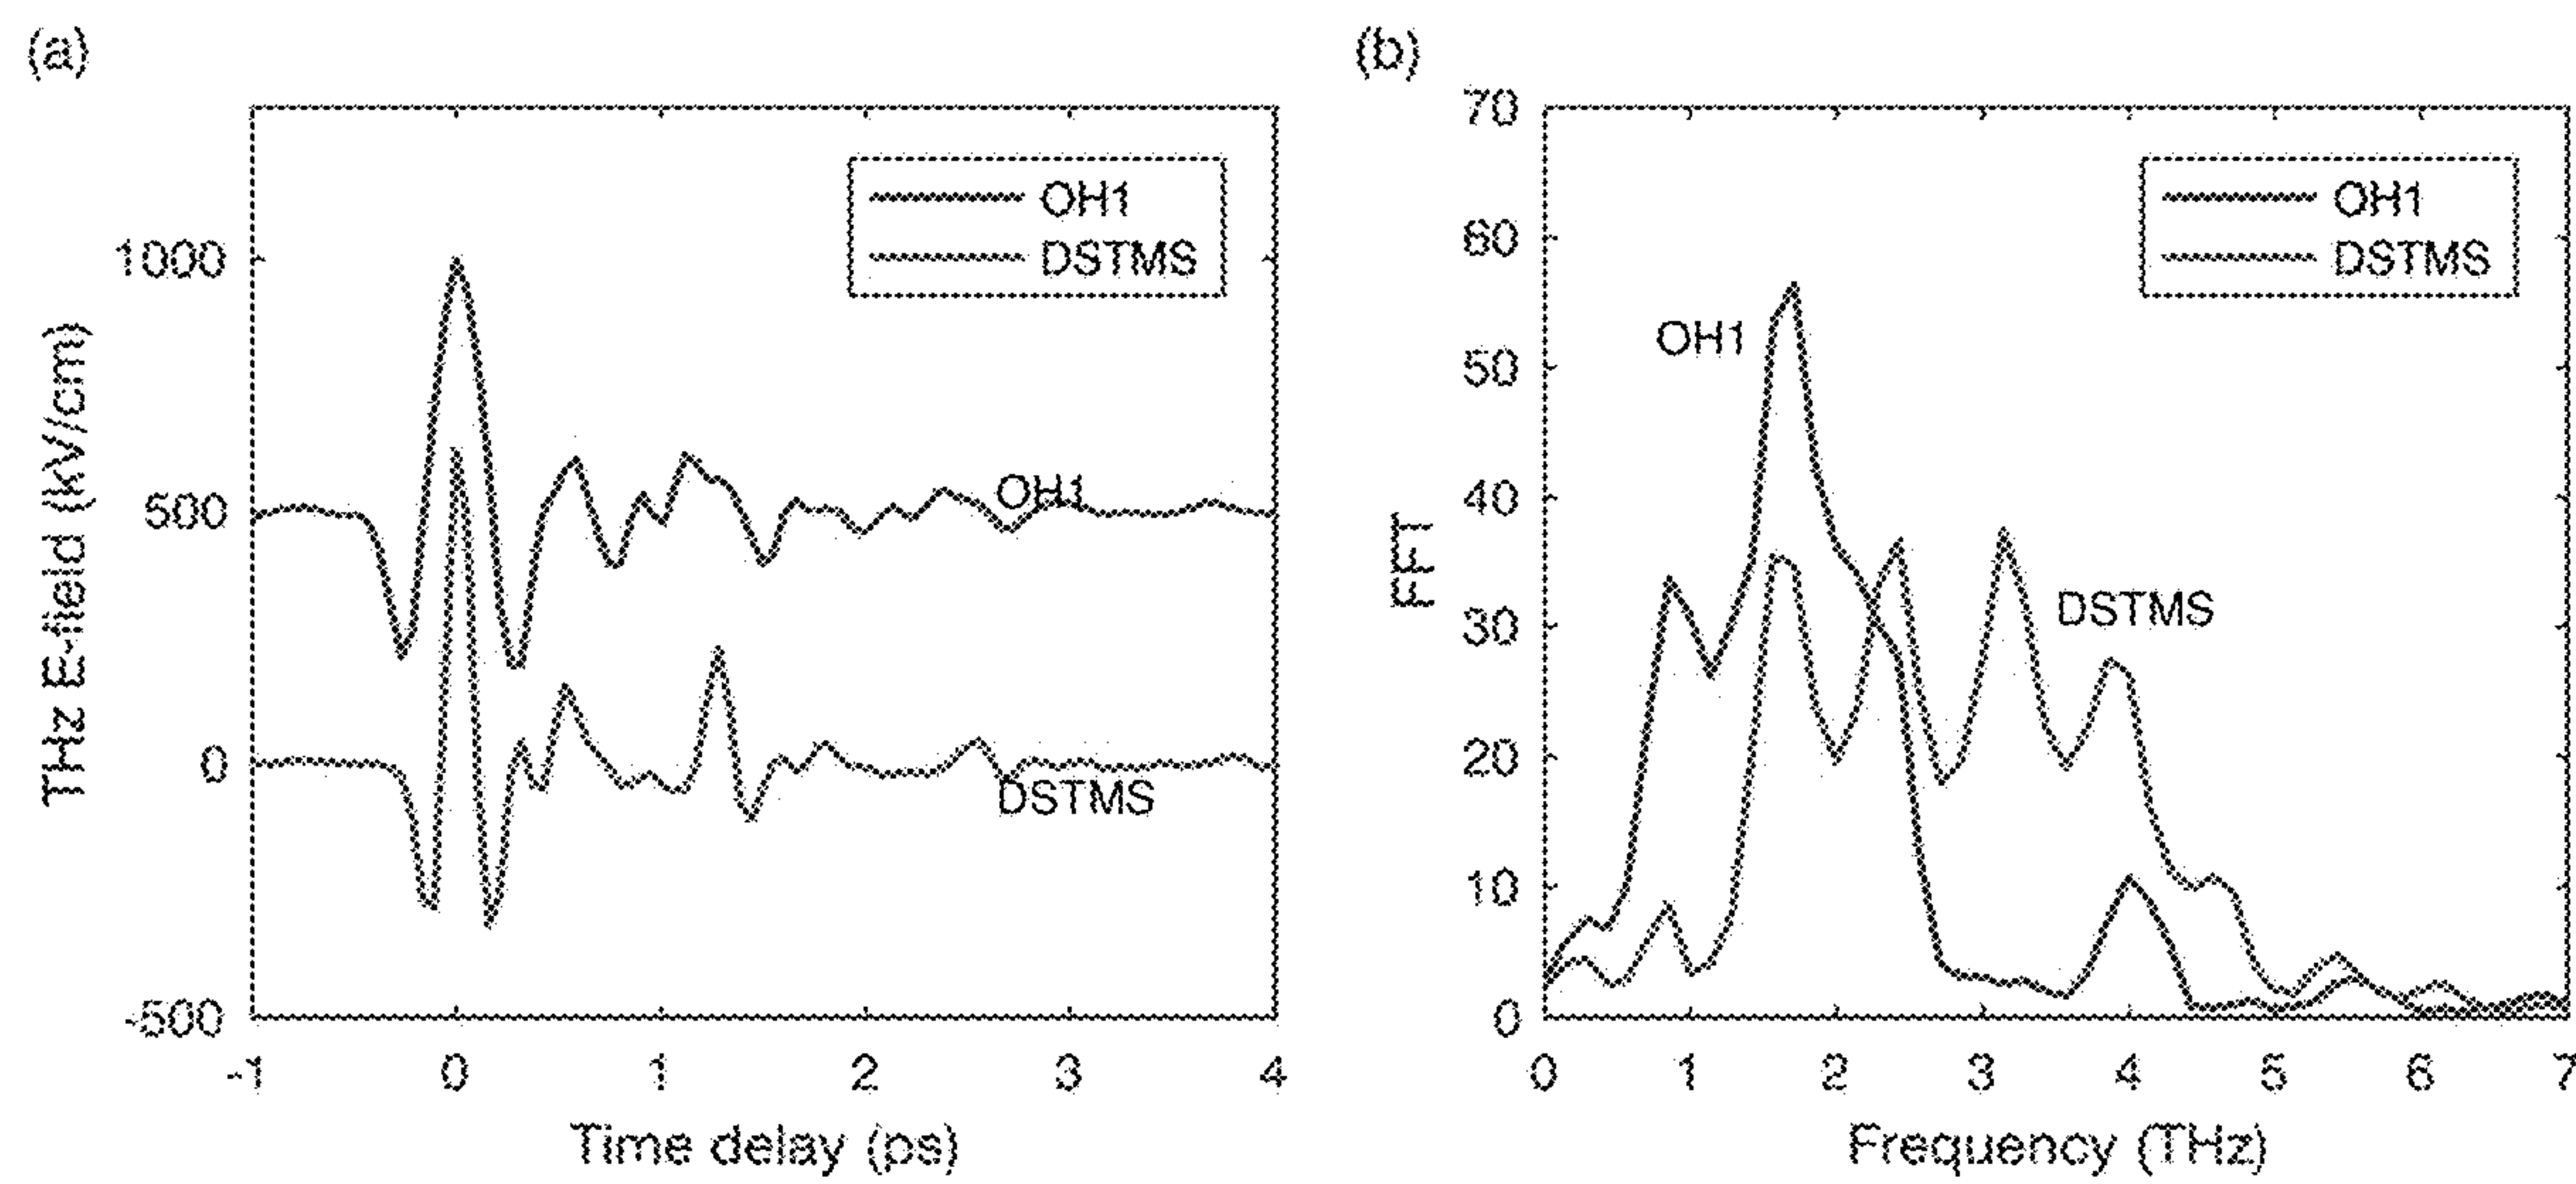 (a)
THz E-field (kV/cm)
1000
500
0
-500
-1 0 1 2 3 4
Time delay (ps)
OH1
DSTMS
OH1
DSTMS
(b)
FFT
70
60
50
40
30
20
10
0
0 1 2 3 4 5 6 7
Frequency (THz)
OH1
DSTMS
OH1
DSTMS